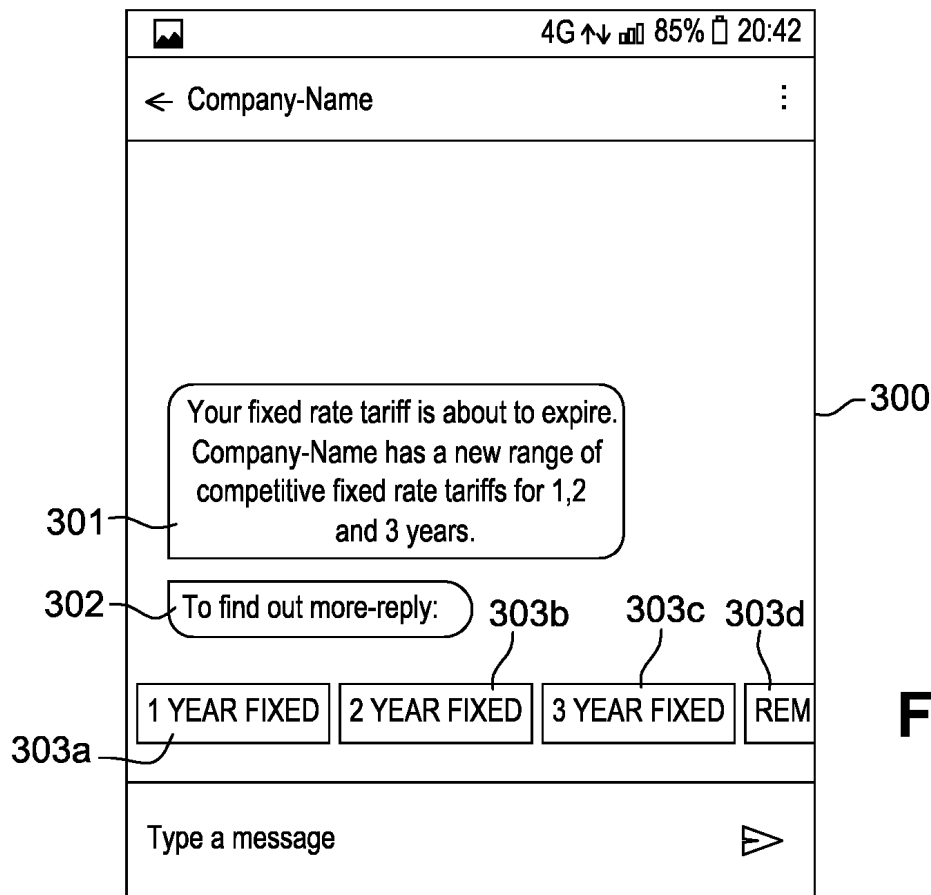 4G 85% 20:42
Company-Name
300
Your fixed rate tariff is about to expire.
Company-Name has a new range of
competitive fixed rate tariffs for 1,2
and 3 years.
301
302
To find out more-reply:
303b
303c
303d
1 YEAR FIXED
2 YEAR FIXED
3 YEAR FIXED
REM
303a
F
Type a message